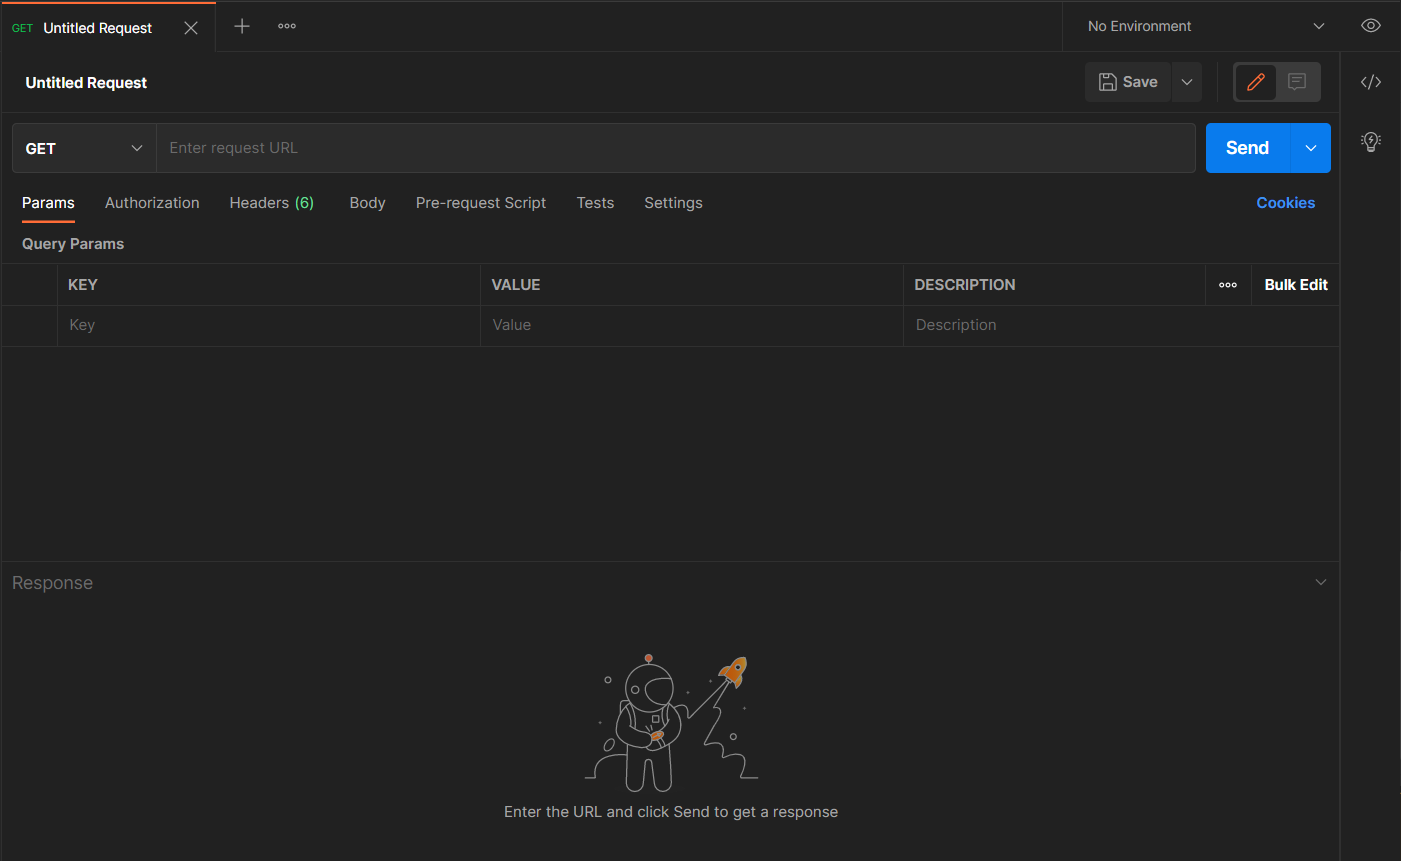 GET Untitled Request
No Environment
Untitled Request
Save
GET Enter request URL
Send
Params Authorization Headers (6) Body Pre-request Script Tests Settings
Cookies
Query Params
KEY VALUE DESCRIPTION Bulk Edit
Key Value Description
Response
Enter the URL and click Send to get a response